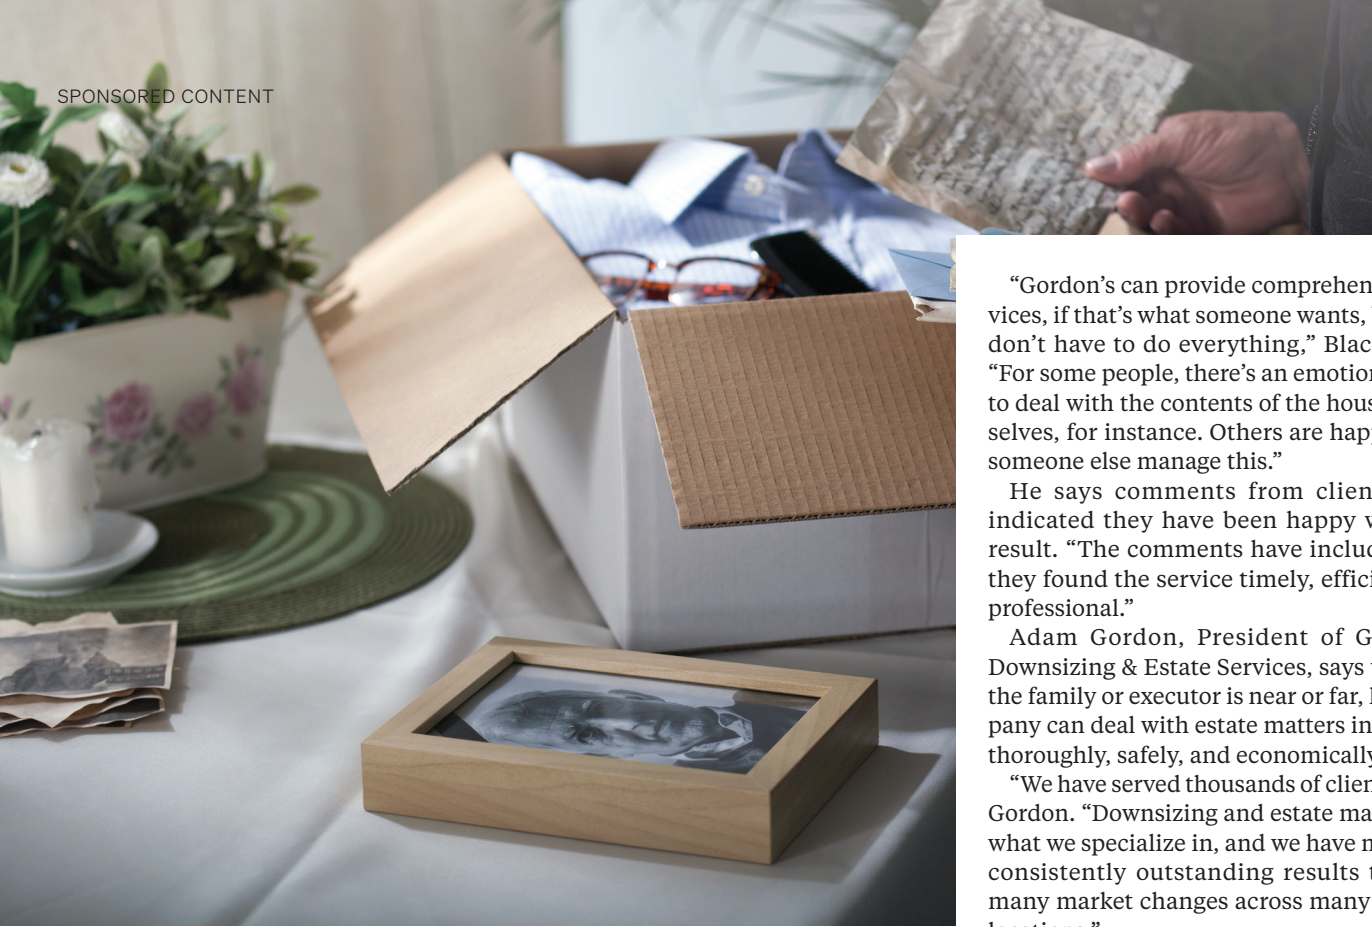 SPONSORED CONTENT
“Gordon’s can provide comprehen
vices, if that’s what someone wants,
don’t have to do everything,” Blac
“For some people, there’s an emotion
to deal with the contents of the hous
selves, for instance. Others are hap
someone else manage this.”
He says comments from clien
indicated they have been happy
result. “The comments have includ
they found the service timely, effici
professional.”
Adam Gordon, President of G
Downsizing & Estate Services, says
the family or executor is near or far,
pany can deal with estate matters in
thoroughly, safely, and economically
“We have served thousands of clien
Gordon. “Downsizing and estate ma
what we specialize in, and we have
consistently outstanding results
many market changes across many